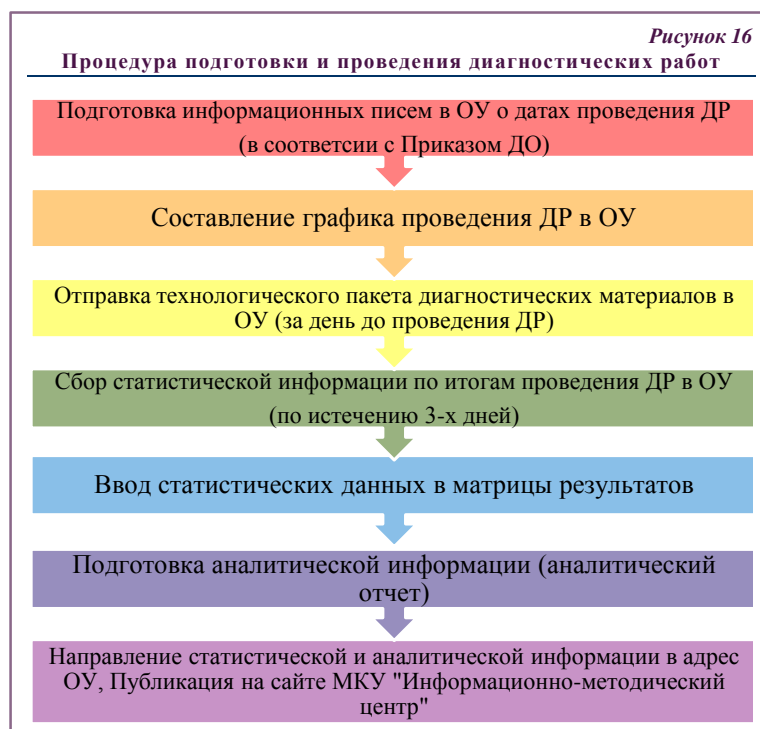 Рисунок 16
Процедура подготовки и проведения диагностических работ
Подготовка информационных писем в ОУ о датах проведения ДР
(в соответсии с Приказом ДО)
Составление графика проведения ДР в ОУ
Отправка технологического пакета диагностических материалов в
ОУ (за день до проведения ДР)
Сбор статистической информации по итогам проведения ДР в ОУ
(по истечению 3-х дней)
Ввод статистических данных в матрицы результатов
Подготовка аналитической информации (аналитический
отчет)
Направление статистической и аналитической информации в адрес
ОУ, Публикация на сайте МКУ "Информационно-методический
центр"